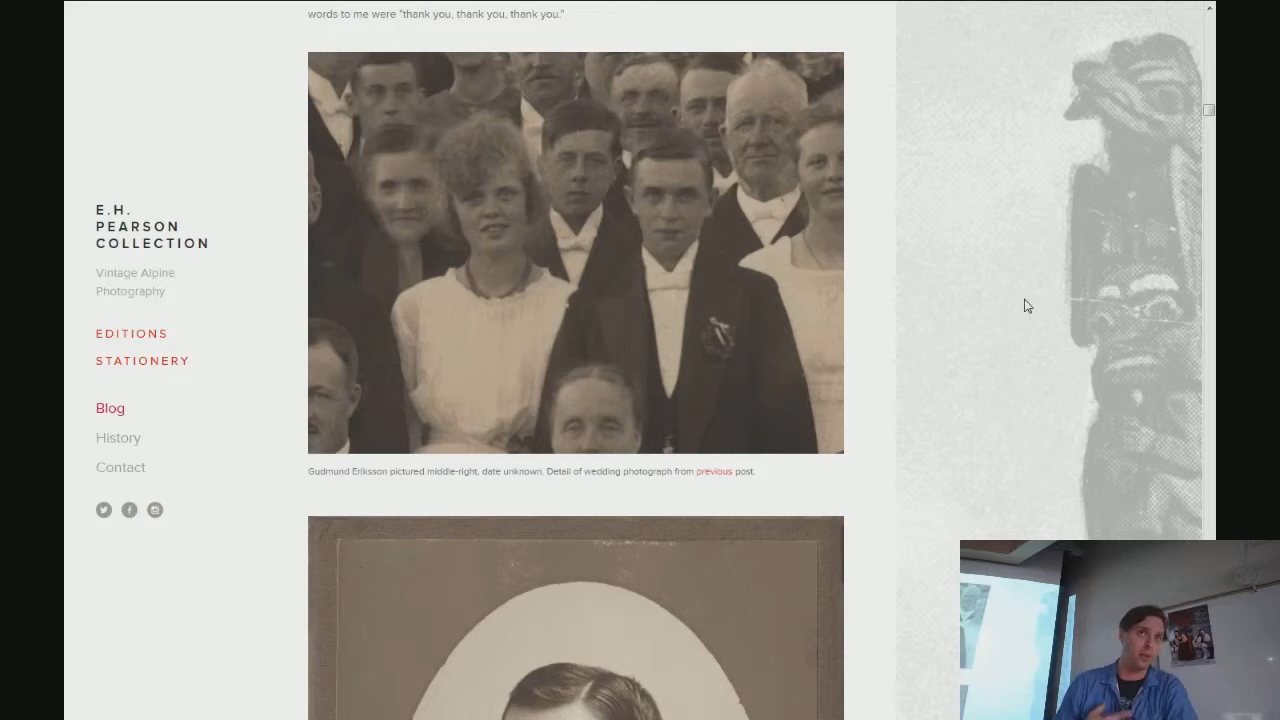 words to me were "thank you, thank you, thank you."
E.H.
PEARSON
COLLECTION
Vintage Alpine
Photography
EDITIONS
STATIONERY
Blog
History
Contact
Gudmund Eriksson pictured middle-right, date unknown. Detail of wedding photograph from previous post.